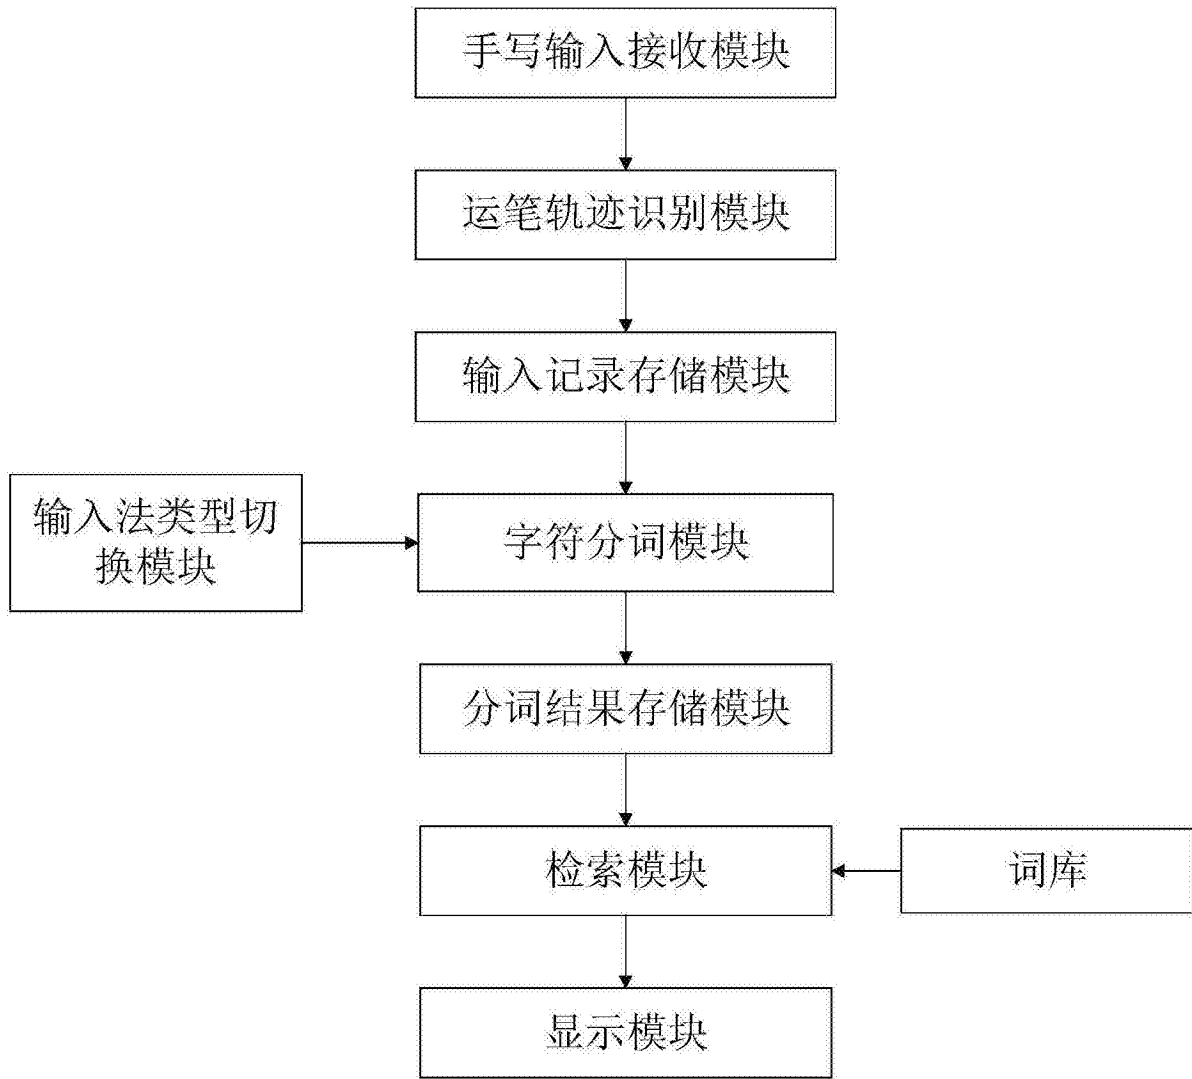 手写输入接收模块
运笔轨迹识别模块
输入记录存储模块
输入法类型切
换模块
字符分词模块
分词结果存储模块
检索模块
词库
显示模块